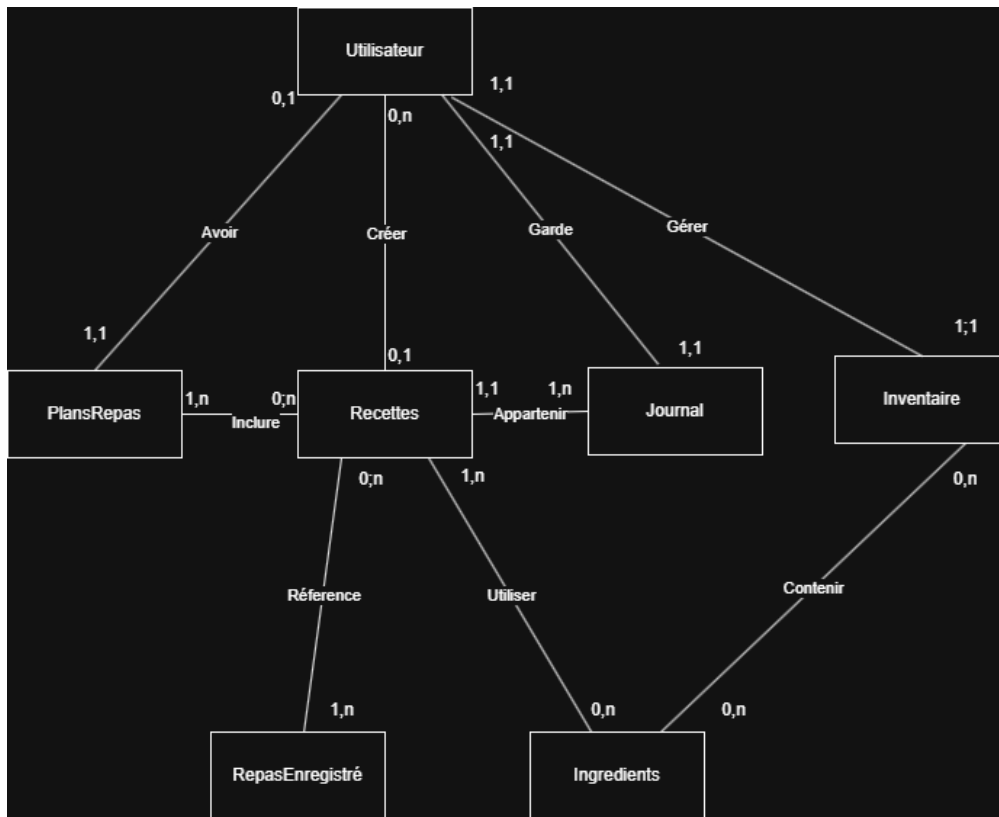 Utilisateur
1,1
0,1
0,n
1,1
Avoir
Créer
Garde
Gérer
1,1
0,1
1,1
1;1
PlansRepas
1,n
Inclure
0;n
Recettes
1,1
Appartenir
1,n
Journal
Inventaire
0;n
1,n
0,n
Réference
Utiliser
Contenir
1,n
0,n
0,n
RepasEnregistré
Ingredients